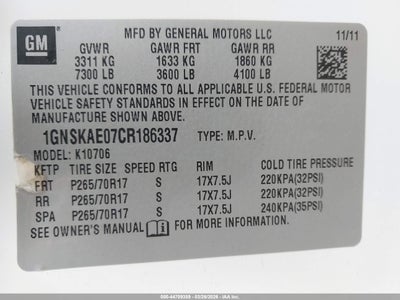 GM
MFD BY GENERAL MOTORS LLC
11/11
GVWR GAWR FRT GAWR RR
3311 KG 1633 KG 1860 KG
7300 LB 3600 LB 4100 LB
THIS VEHICLE CONFORMS TO ALL APPLICABLE U.S. FEDERAL MOTOR
VEHICLE SAFETY STANDARDS IN EFFECT ON THE DATE OF
MANUFACTURE SHOWN ABOVE.
1GNSKAE07CR186337 TYPE: M.P.V.
MODEL: K10706
KFTP TIRE SIZE SPEED RTG RIM
FRT P265/70R17 S 17X7.5J 220KPA(32PSI)
RR P265/70R17 S 17X7.5J 220KPA(32PSI)
SPA P265/70R17 S 17X7.5J 240KPA(35PSI)
SEE OWNER'S MANUAL FOR MORE INFORMATION.